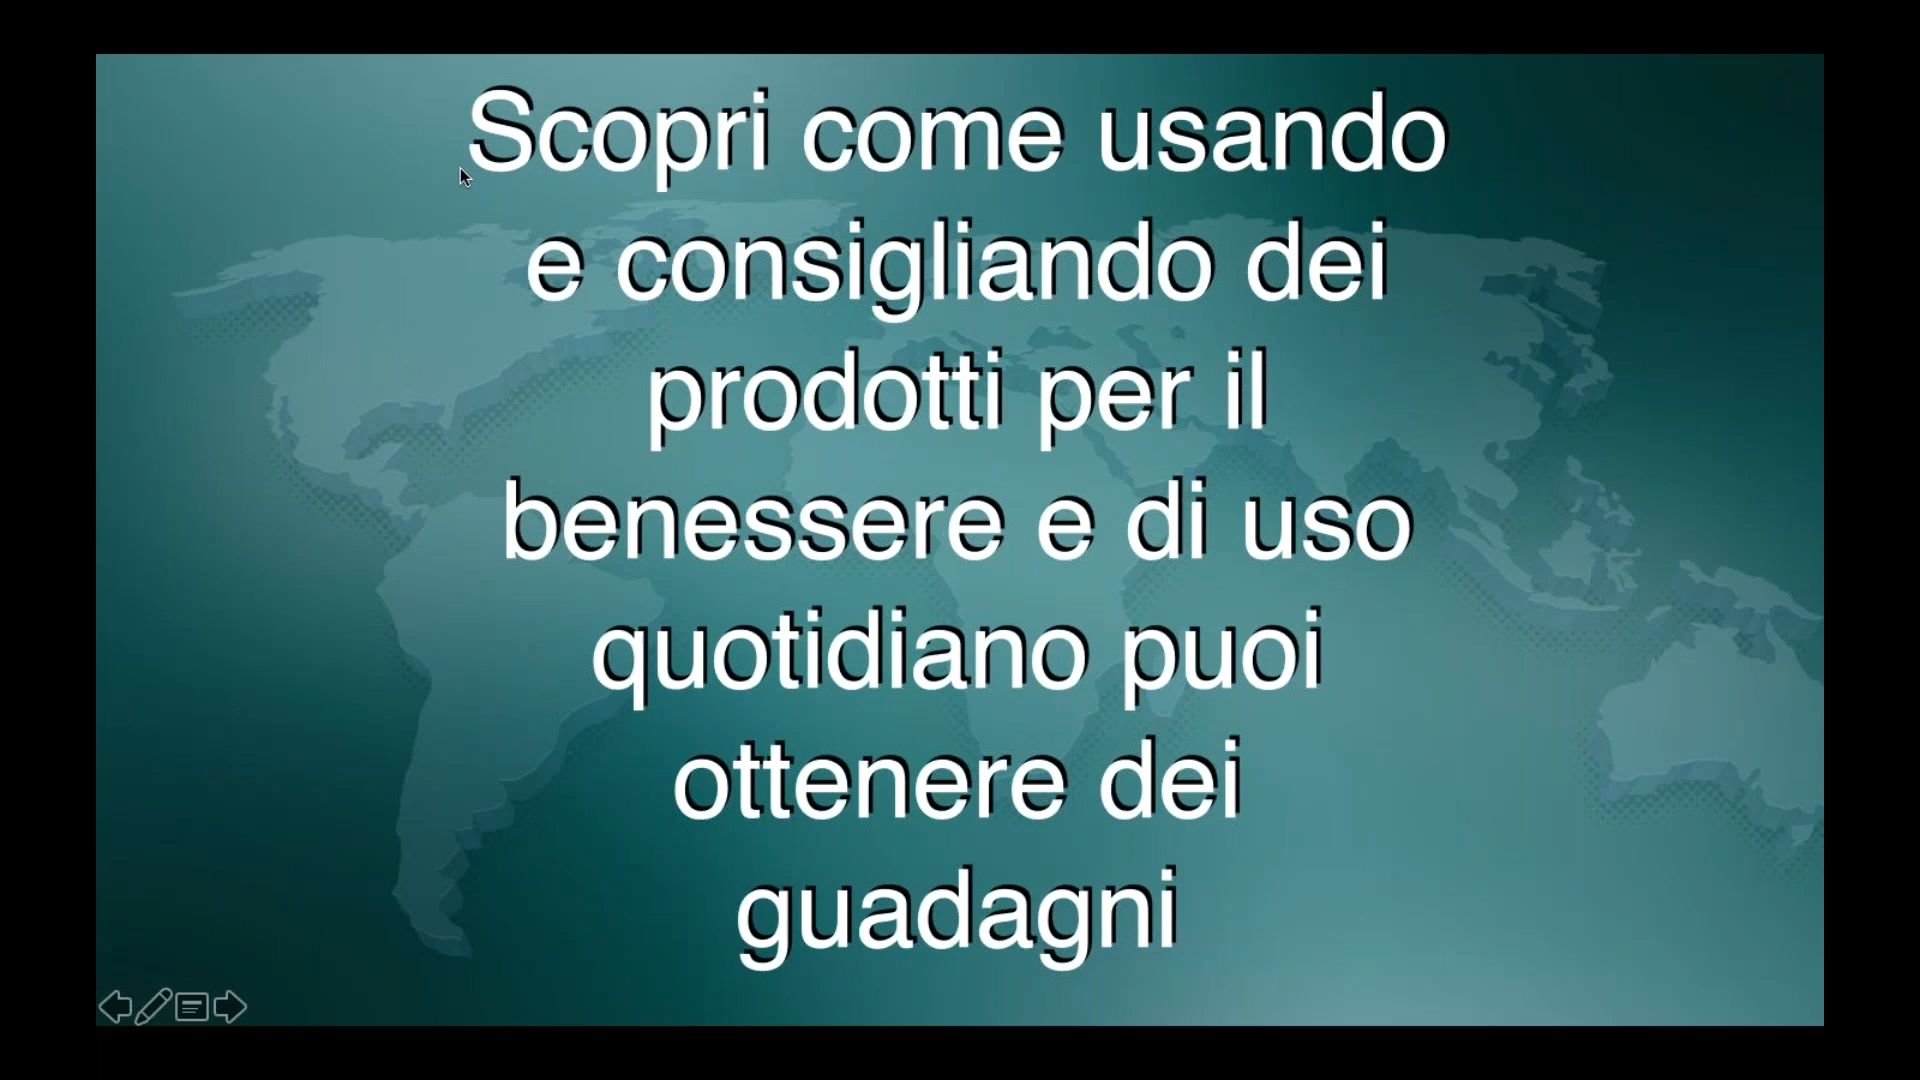 Scopri come usando
e consigliando dei
prodotti per il
benessere e di uso
quotidiano puoi
ottenere dei
guadagni